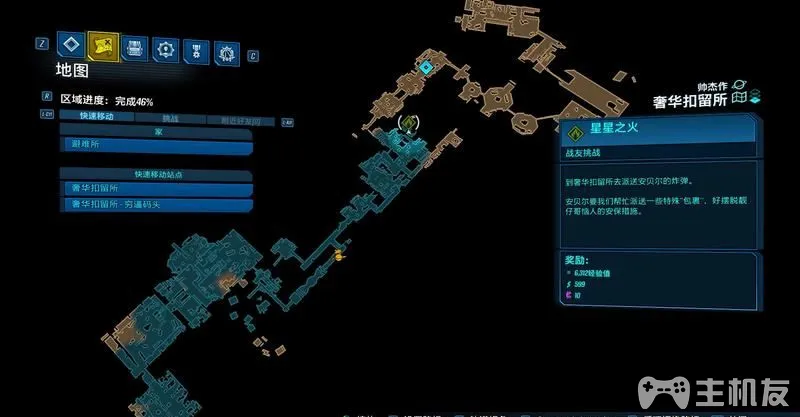 Z
C
地图
R
区域进度：完成46%
快速移动 挑战
家
避难所
快速移动站点
奢华扣留所
奢华扣留所-穷逼码头
帅杰作
奢华扣留所
星星之火
战友挑战
到奢华扣留所去派送安贝尔的炸弹。
安贝尔要我们帮忙派送一些特殊“包裹”，好摆脱靓
仔哥恼人的安保措施。
奖励：
6,312经验值
599
10
主机友